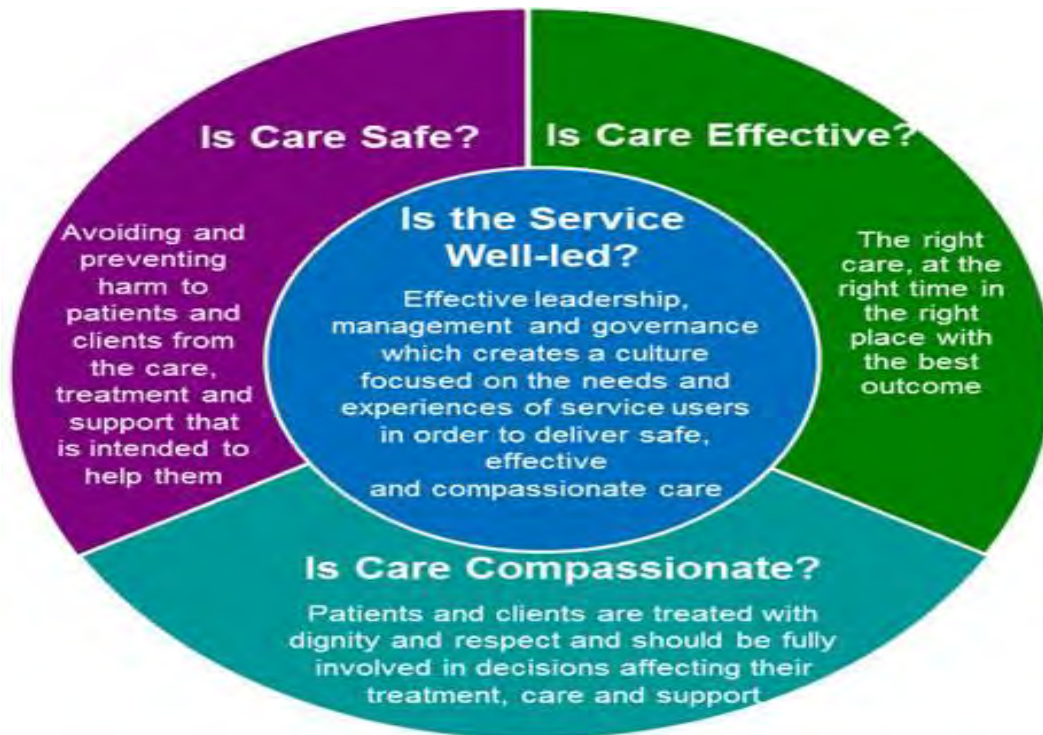 Is Care Safe?
Avoiding and
preventing
harm to
patients and
clients from
the care,
treatment and
support that
is intended to
help them
Is Care Effective?
The right
care, at the
right time in
the right
place with
the best
outcome
Is the Service
Well-led?
Effective leadership,
management and governance
which creates a culture
focused on the needs and
experiences of service users
in order to deliver safe,
effective
and compassionate care
Is Care Compassionate?
Patients and clients are treated with
dignity and respect and should be fully
involved in decisions affecting their
treatment, care and support